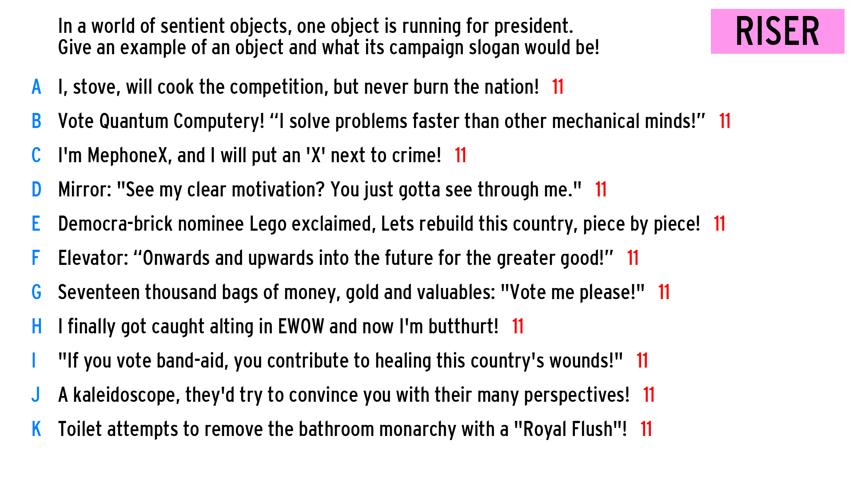 In a world of sentient objects, one object is running for president.
Give an example of an object and what its campaign slogan would be!
RISER
A I, stove, will cook the competition, but never burn the nation! 11
B Vote Quantum Computery! “I solve problems faster than other mechanical minds!” 11
C I'm MephoneX, and I will put an 'X' next to crime! 11
D Mirror: "See my clear motivation? You just gotta see through me." 11
E Democra-brick nominee Lego exclaimed, Lets rebuild this country, piece by piece! 11
F Elevator: “Onwards and upwards into the future for the greater good!” 11
G Seventeen thousand bags of money, gold and valuables: "Vote me please!" 11
H I finally got caught alting in EWOW and now I'm butthurt! 11
I "If you vote band-aid, you contribute to healing this country's wounds!" 11
J A kaleidoscope, they'd try to convince you with their many perspectives! 11
K Toilet attempts to remove the bathroom monarchy with a "Royal Flush"! 11